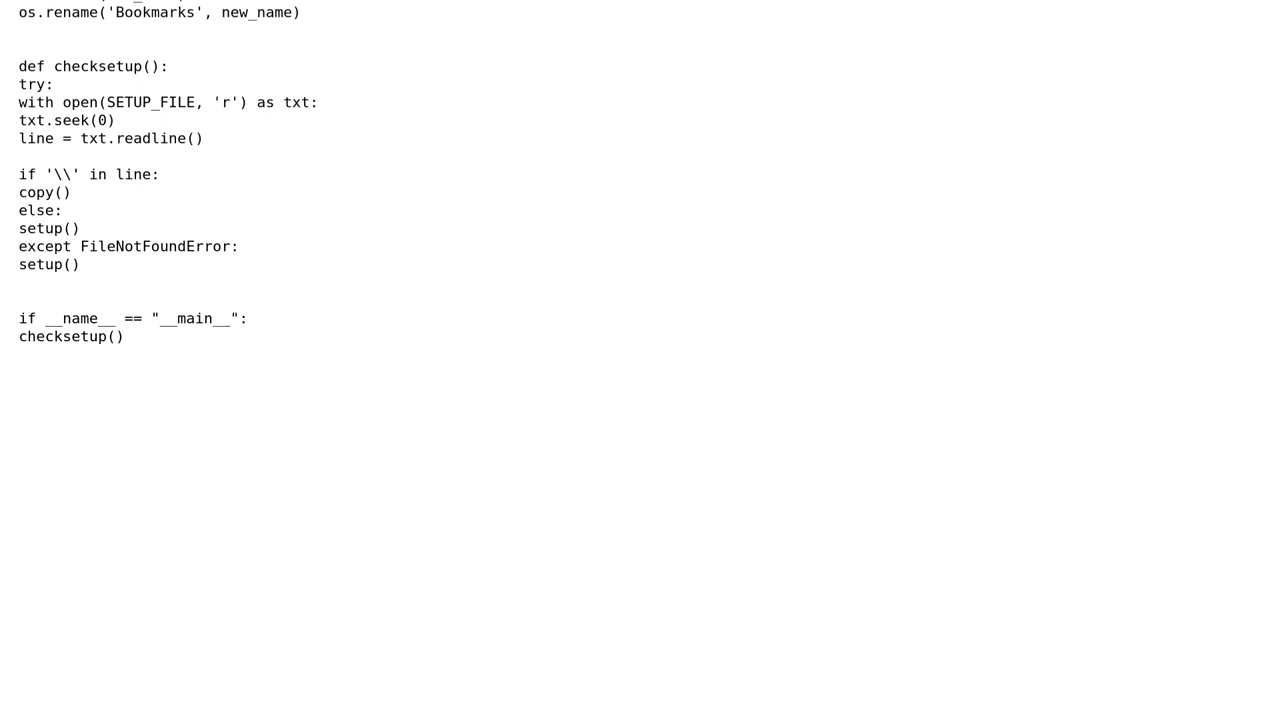 os.rename('Bookmarks', new_name)
def checksetup():
try:
with open(SETUP_FILE, 'r') as txt:
txt.seek(0)
line = txt.readline()
if '\\' in line:
copy()
else:
setup()
except FileNotFoundError:
setup()
if __name__ == "__main__":
checksetup()